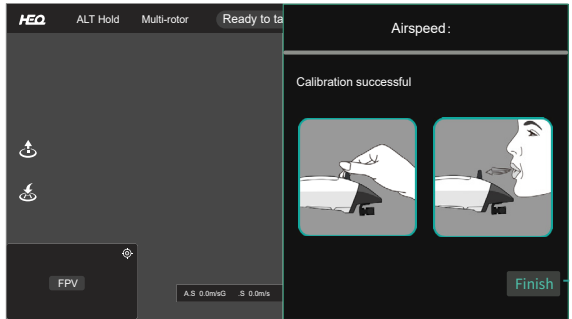 HEQ ALT Hold Multi-rotor Ready to ta
Airspeed:
Calibration successful
FPV
A.S 0.0m/sG .S 0.0m/s
Finish